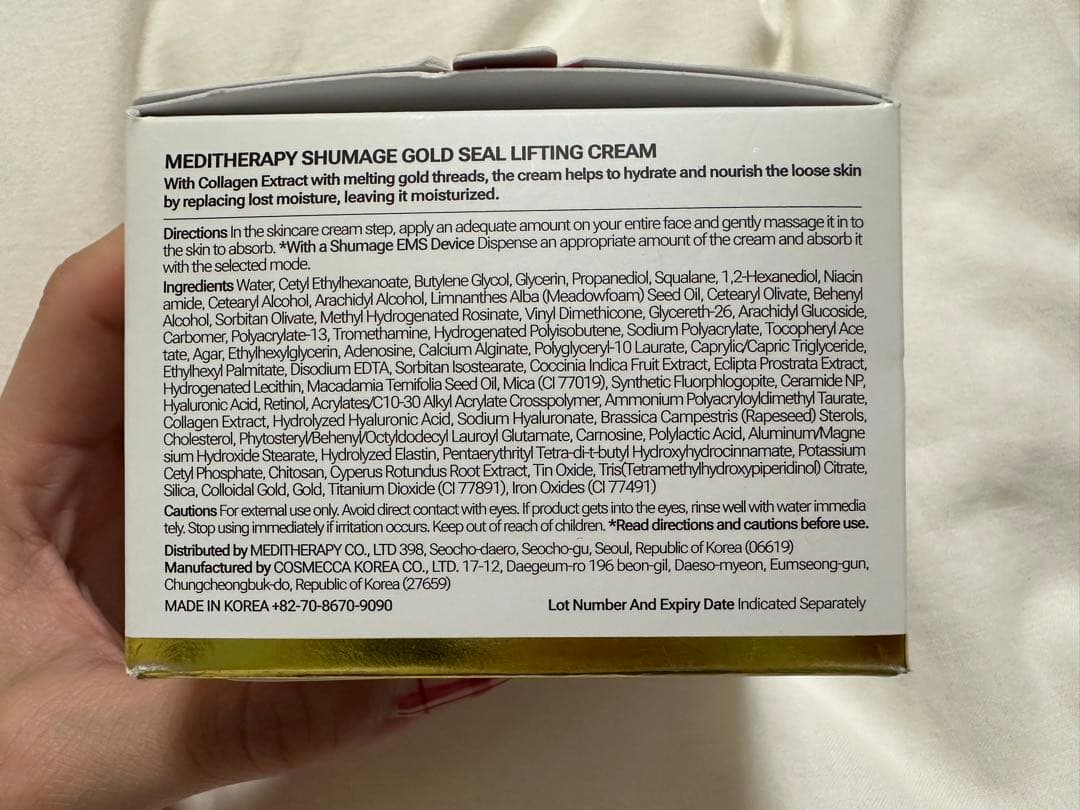 MEDITHERAPY SHUMAGE GOLD SEAL LIFTING CREAM
With Collagen Extract with melting gold threads, the cream helps to hydrate and nourish the loose skin
by replacing lost moisture, leaving it moisturized.
Directions In the skincare cream step, apply an adequate amount on your entire face and gently massage it in to
the skin to absorb. *With a Shumage EMS Device Dispense an appropriate amount of the cream and absorb it
with the selected mode.
Ingredients Water, Cetyl Ethylhexanoate, Butylene Glycol, Glycerin, Propanediol, Squalane, 1,2-Hexanediol, Niacin
amide, Cetearyl Alcohol, Arachidyl Alcohol, Limnanthes Alba (Meadowfoam) Seed Oil, Cetearyl Olivate, Behenyl
Alcohol, Sorbitan Olivate, Methyl Hydrogenated Rosinate, Vinyl Dimethicone, Glycereth-26, Arachidyl Glucoside,
Carbomer, Polyacrylate-13, Tromethamine, Hydrogenated Polyisobutene, Sodium Polyacrylate, Tocopheryl Ace
tate, Agar, Ethylhexylglycerin, Adenosine, Calcium Alginate, Polyglyceryl-10 Laurate, Caprylic/Capric Triglyceride,
Ethylhexyl Palmitate, Disodium EDTA, Sorbitan Isostearate, Coccinia Indica Fruit Extract, Eclipta Prostrata Extract,
Hydrogenated Lecithin, Macadamia Ternifolia Seed Oil, Mica (CI 77019), Synthetic Fluorphlogopite, Ceramide NP,
Hyaluronic Acid, Retinol, Acrylates/C10-30 Alkyl Acrylate Crosspolymer, Ammonium Polyacryloyldimethyl Taurate,
Collagen Extract, Hydrolyzed Hyaluronic Acid, Sodium Hyaluronate, Brassica Campestris (Rapeseed) Sterols,
Cholesterol, Phytosteryl/Behenyl/Octyldodecyl Lauroyl Glutamate, Carnosine, Polylactic Acid, Aluminum/Magne
sium Hydroxide Stearate, Hydrolyzed Elastin, Pentaerythrityl Tetra-di-t-butyl Hydroxyhydrocinnamate, Potassium
Cetyl Phosphate, Chitosan, Cyperus Rotundus Root Extract, Tin Oxide, Tris(Tetramethylhydroxypiperidinol) Citrate,
Silica, Colloidal Gold, Gold, Titanium Dioxide (CI 77891), Iron Oxides (CI 77491)
Cautions For external use only. Avoid direct contact with eyes. If product gets into the eyes, rinse well with water immedia
tely. Stop using immediately if irritation occurs. Keep out of reach of children. *Read directions and cautions before use.
Distributed by MEDITHERAPY CO., LTD 398, Seocho-daero, Seocho-gu, Seoul, Republic of Korea (06619)
Manufactured by COSMECCA KOREA CO., LTD. 17-12, Daegeum-ro 196 beon-gil, Daeso-myeon, Eumseong-gun,
Chungcheongbuk-do, Republic of Korea (27659)
MADE IN KOREA +82-70-8670-9090 Lot Number And Expiry Date Indicated Separately